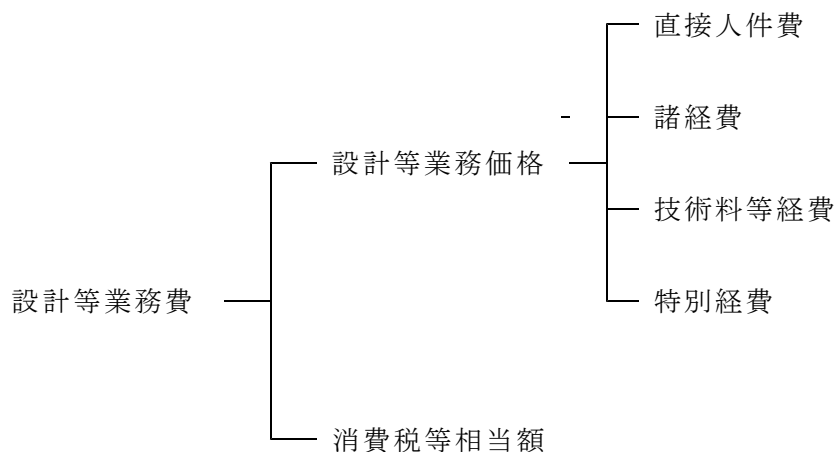 直接人件費
諸経費
設計等業務価格
技術料等経費
設計等業務費
特別経費
消費税等相当額